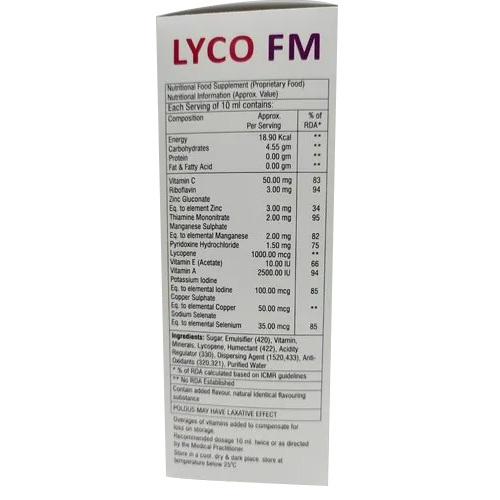 LYCO FM
Nutritional Food Supplement (Proprietary Food)
Nutritional Information (Approx. Value)
Each Serving of 10 ml contains:
Composition Approx. Per Serving % of RDA*
Energy 18.90 Kcal **
Carbohydrates 4.55 gm **
Protein 0.00 gm **
Fat & Fatty Acid 0.00 gm **
Vitamin C 50.00 mg 83
Riboflavin 3.00 mg 94
Zinc Gluconate
Eq. to element Zinc 3.00 mg 34
Thiamine Mononitrate 2.00 mg 95
Manganese Sulphate
Eq. to elemental Manganese 2.00 mg 82
Pyridoxine Hydrochloride 1.50 mg 75
Lycopene 1000.00 mcg **
Vitamin E (Acetate) 10.00 IU 66
Vitamin A 2500.00 IU 94
Potassium Iodine
Eq. to elemental Iodine 100.00 mcg 85
Copper Sulphate
Eq. to elemental Copper 50.00 mcg **
Sodium Selenate
Eq. to elemental Selenium 35.00 mcg 85
Ingredients: Sugar, Emulsifier (420), Vitamin,
Minerals, Lycopene, Humectant (422), Acidity
Regulator (330), Dispersing Agent (1520,433), Anti-
Oxidants (320,321), Purified Water
* % of RDA calculated based on ICMR guidelines
** No RDA Established
Contain added flavour, natural identical flavouring
substance
POLOLIS MAY HAVE LAXATIVE EFFECT
Overages of vitamins added to compensate for
loss on storage.
Recommended dosage 10 ml. twice or as directed
by the Medical Practitioner
Store in a cool, dry & dark place, store at
temperature below 25°C